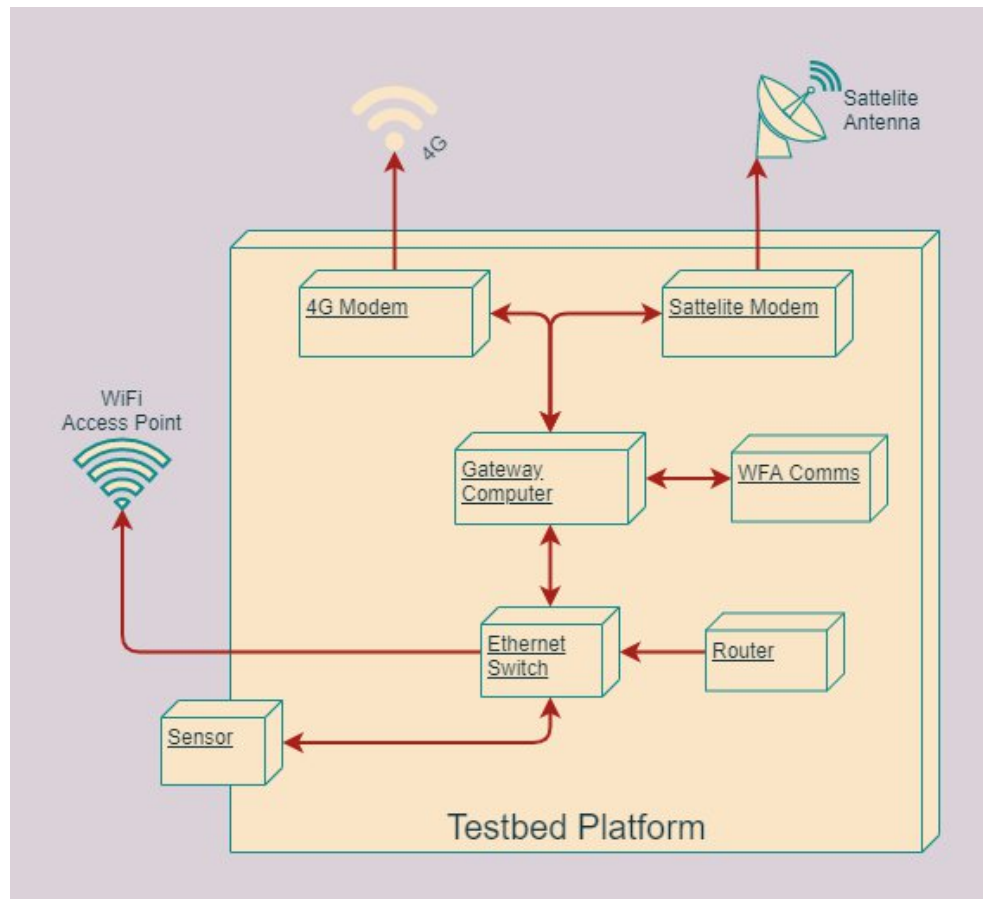 4G
Sattelite
Antenna
4G Modem
Sattelite Modem
WiFi
Access Point
Gateway
Computer
WFA Comms
Ethernet
Switch
Router
Sensor
Testbed Platform